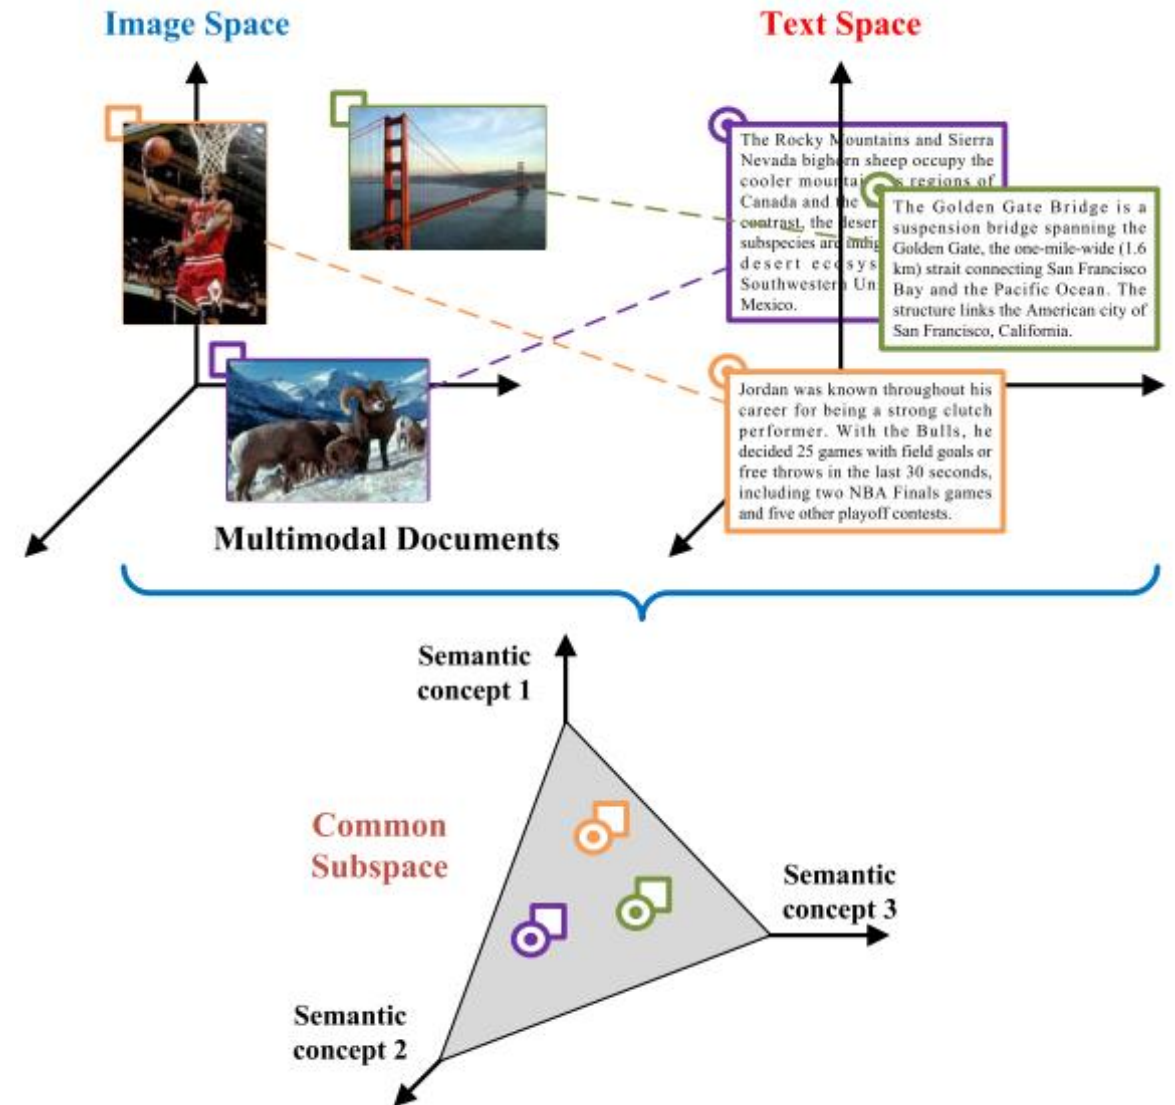 Image Space
Text Space
The Rocky Mountains and Sierra
Nevada bighorn sheep occupy the
cooler regions of
Canada and the
contrast, the
subspecies are
desert
Southwestern
Mexico.
The Golden Gate Bridge is a
suspension bridge spanning the
Golden Gate, the one-mile-wide (1.6
km) strait connecting San Francisco
Bay and the Pacific Ocean. The
structure links the American city of
San Francisco, California.
Jordan was known throughout his
career for being a strong clutch
performer. With the Bulls, he
decided 25 games with field goals or
free throws in the last 30 seconds,
including two NBA Finals games
and five other playoff contests.
Multimodal Documents
Semantic
concept 1
Common
Subspace
Semantic
concept 3
Semantic
concept 2